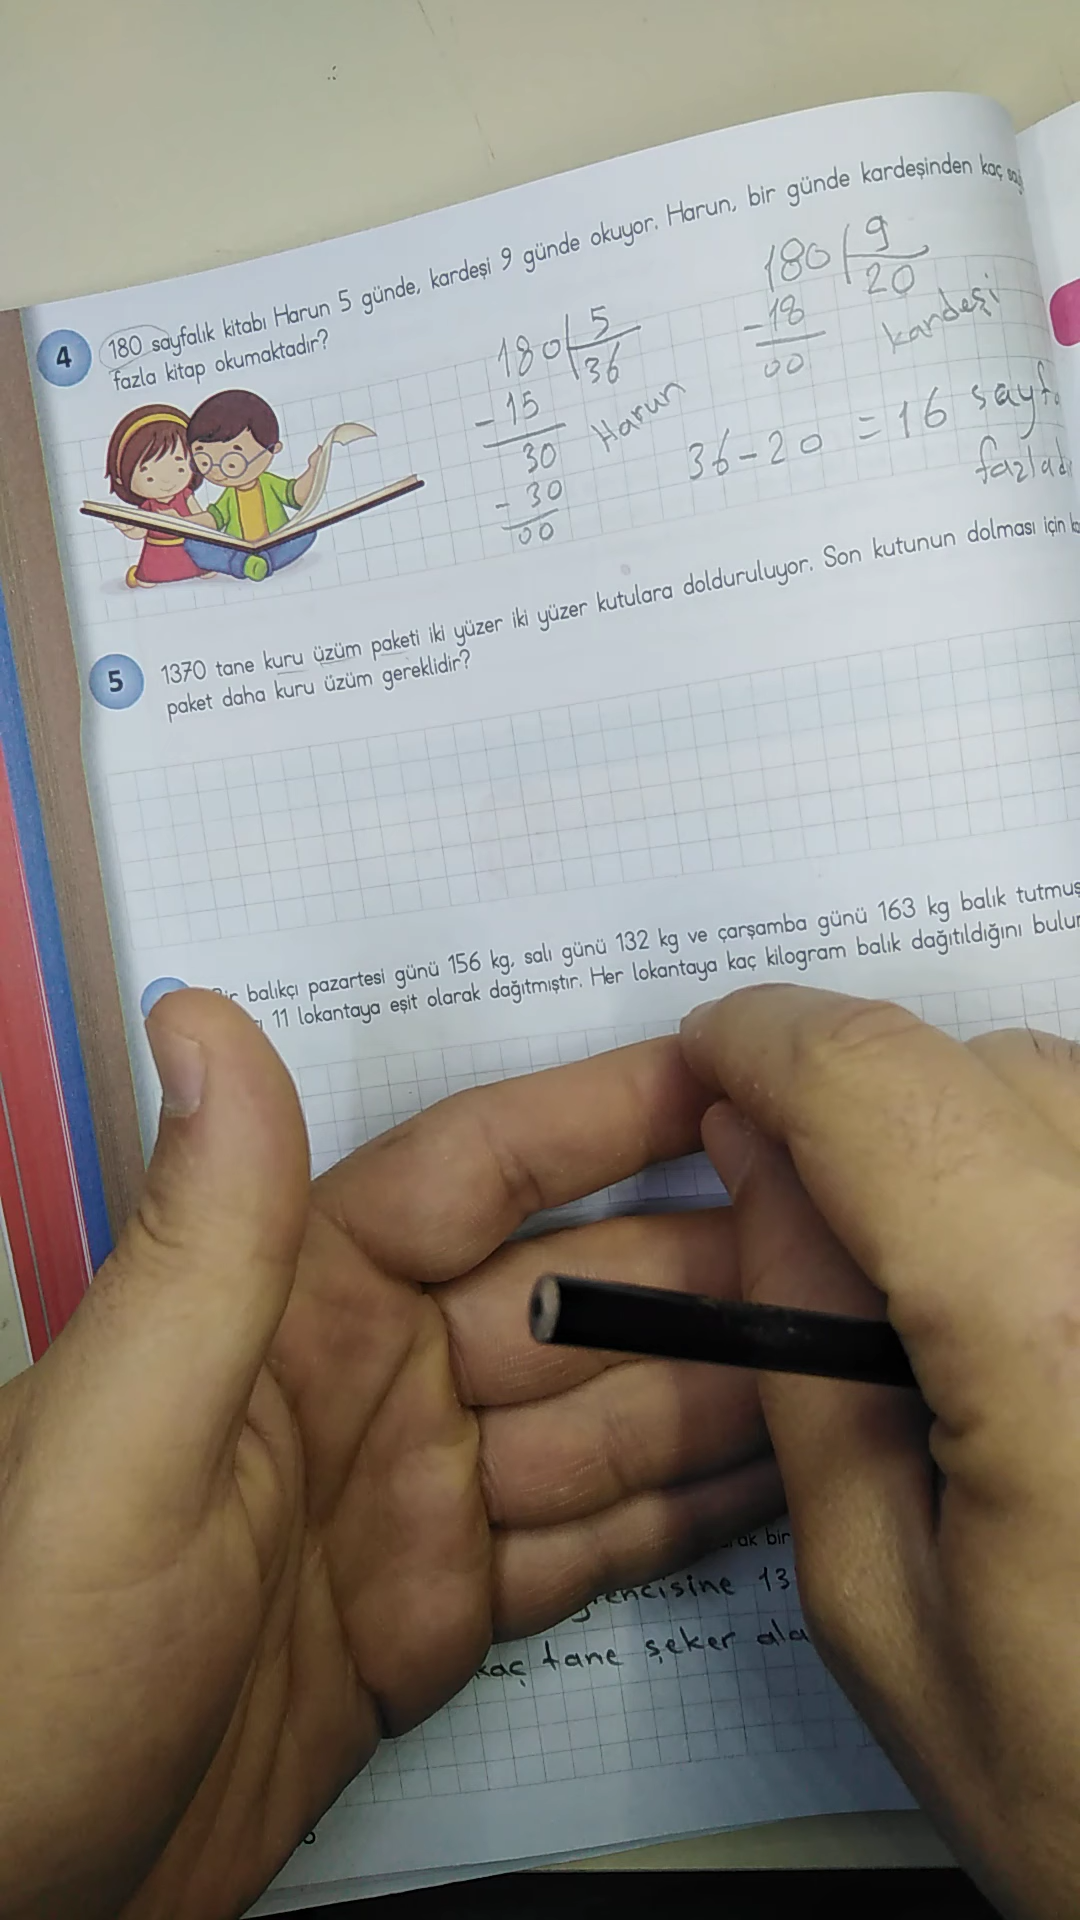 4
180 sayfalık kitabı Harun 5 günde, kardeşi 9 günde okuyor. Harun, bir günde kardeşinden kaç
fazla kitap okumaktadır?
180 5
36
- 15
30
- 30
00
Harun
180 9
20
- 18
00
kardeşi
36 - 20 = 16
fazladır
5
1370 tane kuru üzüm paketi iki yüzer iki yüzer kutulara dolduruluyor. Son kutunun dolması için
paket daha kuru üzüm gereklidir?
balıkçı pazartesi günü 156 kg, salı günü 132 kg ve çarşamba günü 163 kg balık
11 lokantaya eşit olarak dağıtmıştır. Her lokantaya kaç kilogram balık dağıtıldığını
bir
13
kaç tane şeker